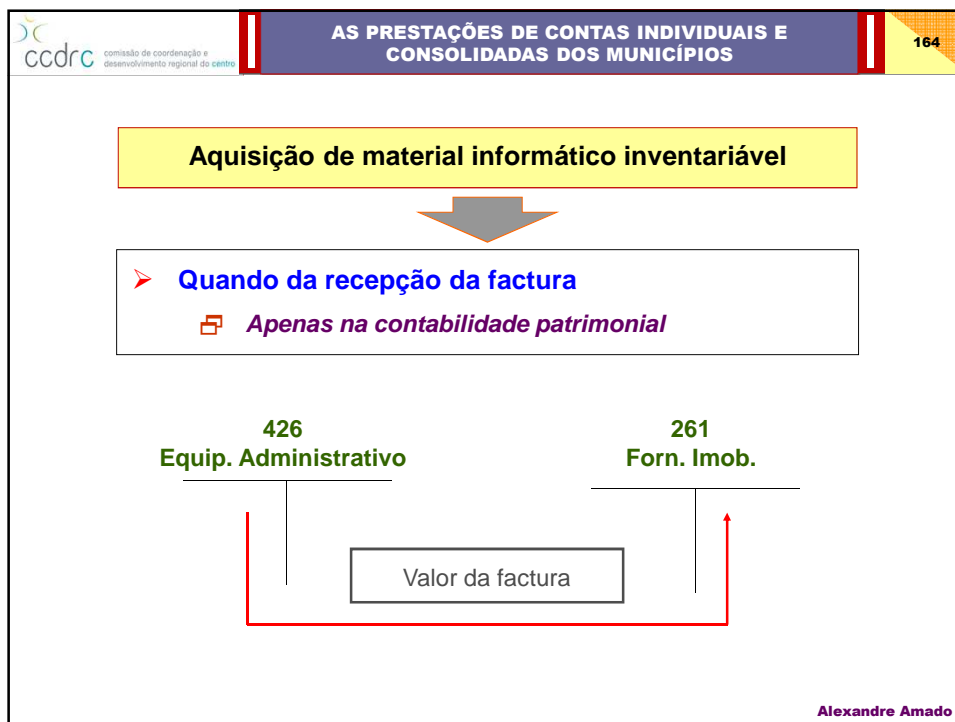 ccdrc
comissão de coordenação e
desenvolvimento regional do centro
AS PRESTAÇÕES DE CONTAS INDIVIDUAIS E
CONSOLIDADAS DOS MUNICÍPIOS
164
Aquisição de material informático inventariável
Quando da recepção da factura
Apenas na contabilidade patrimonial
426
Equip. Administrativo
261
Forn. Imob.
Valor da factura
Alexandre Amado